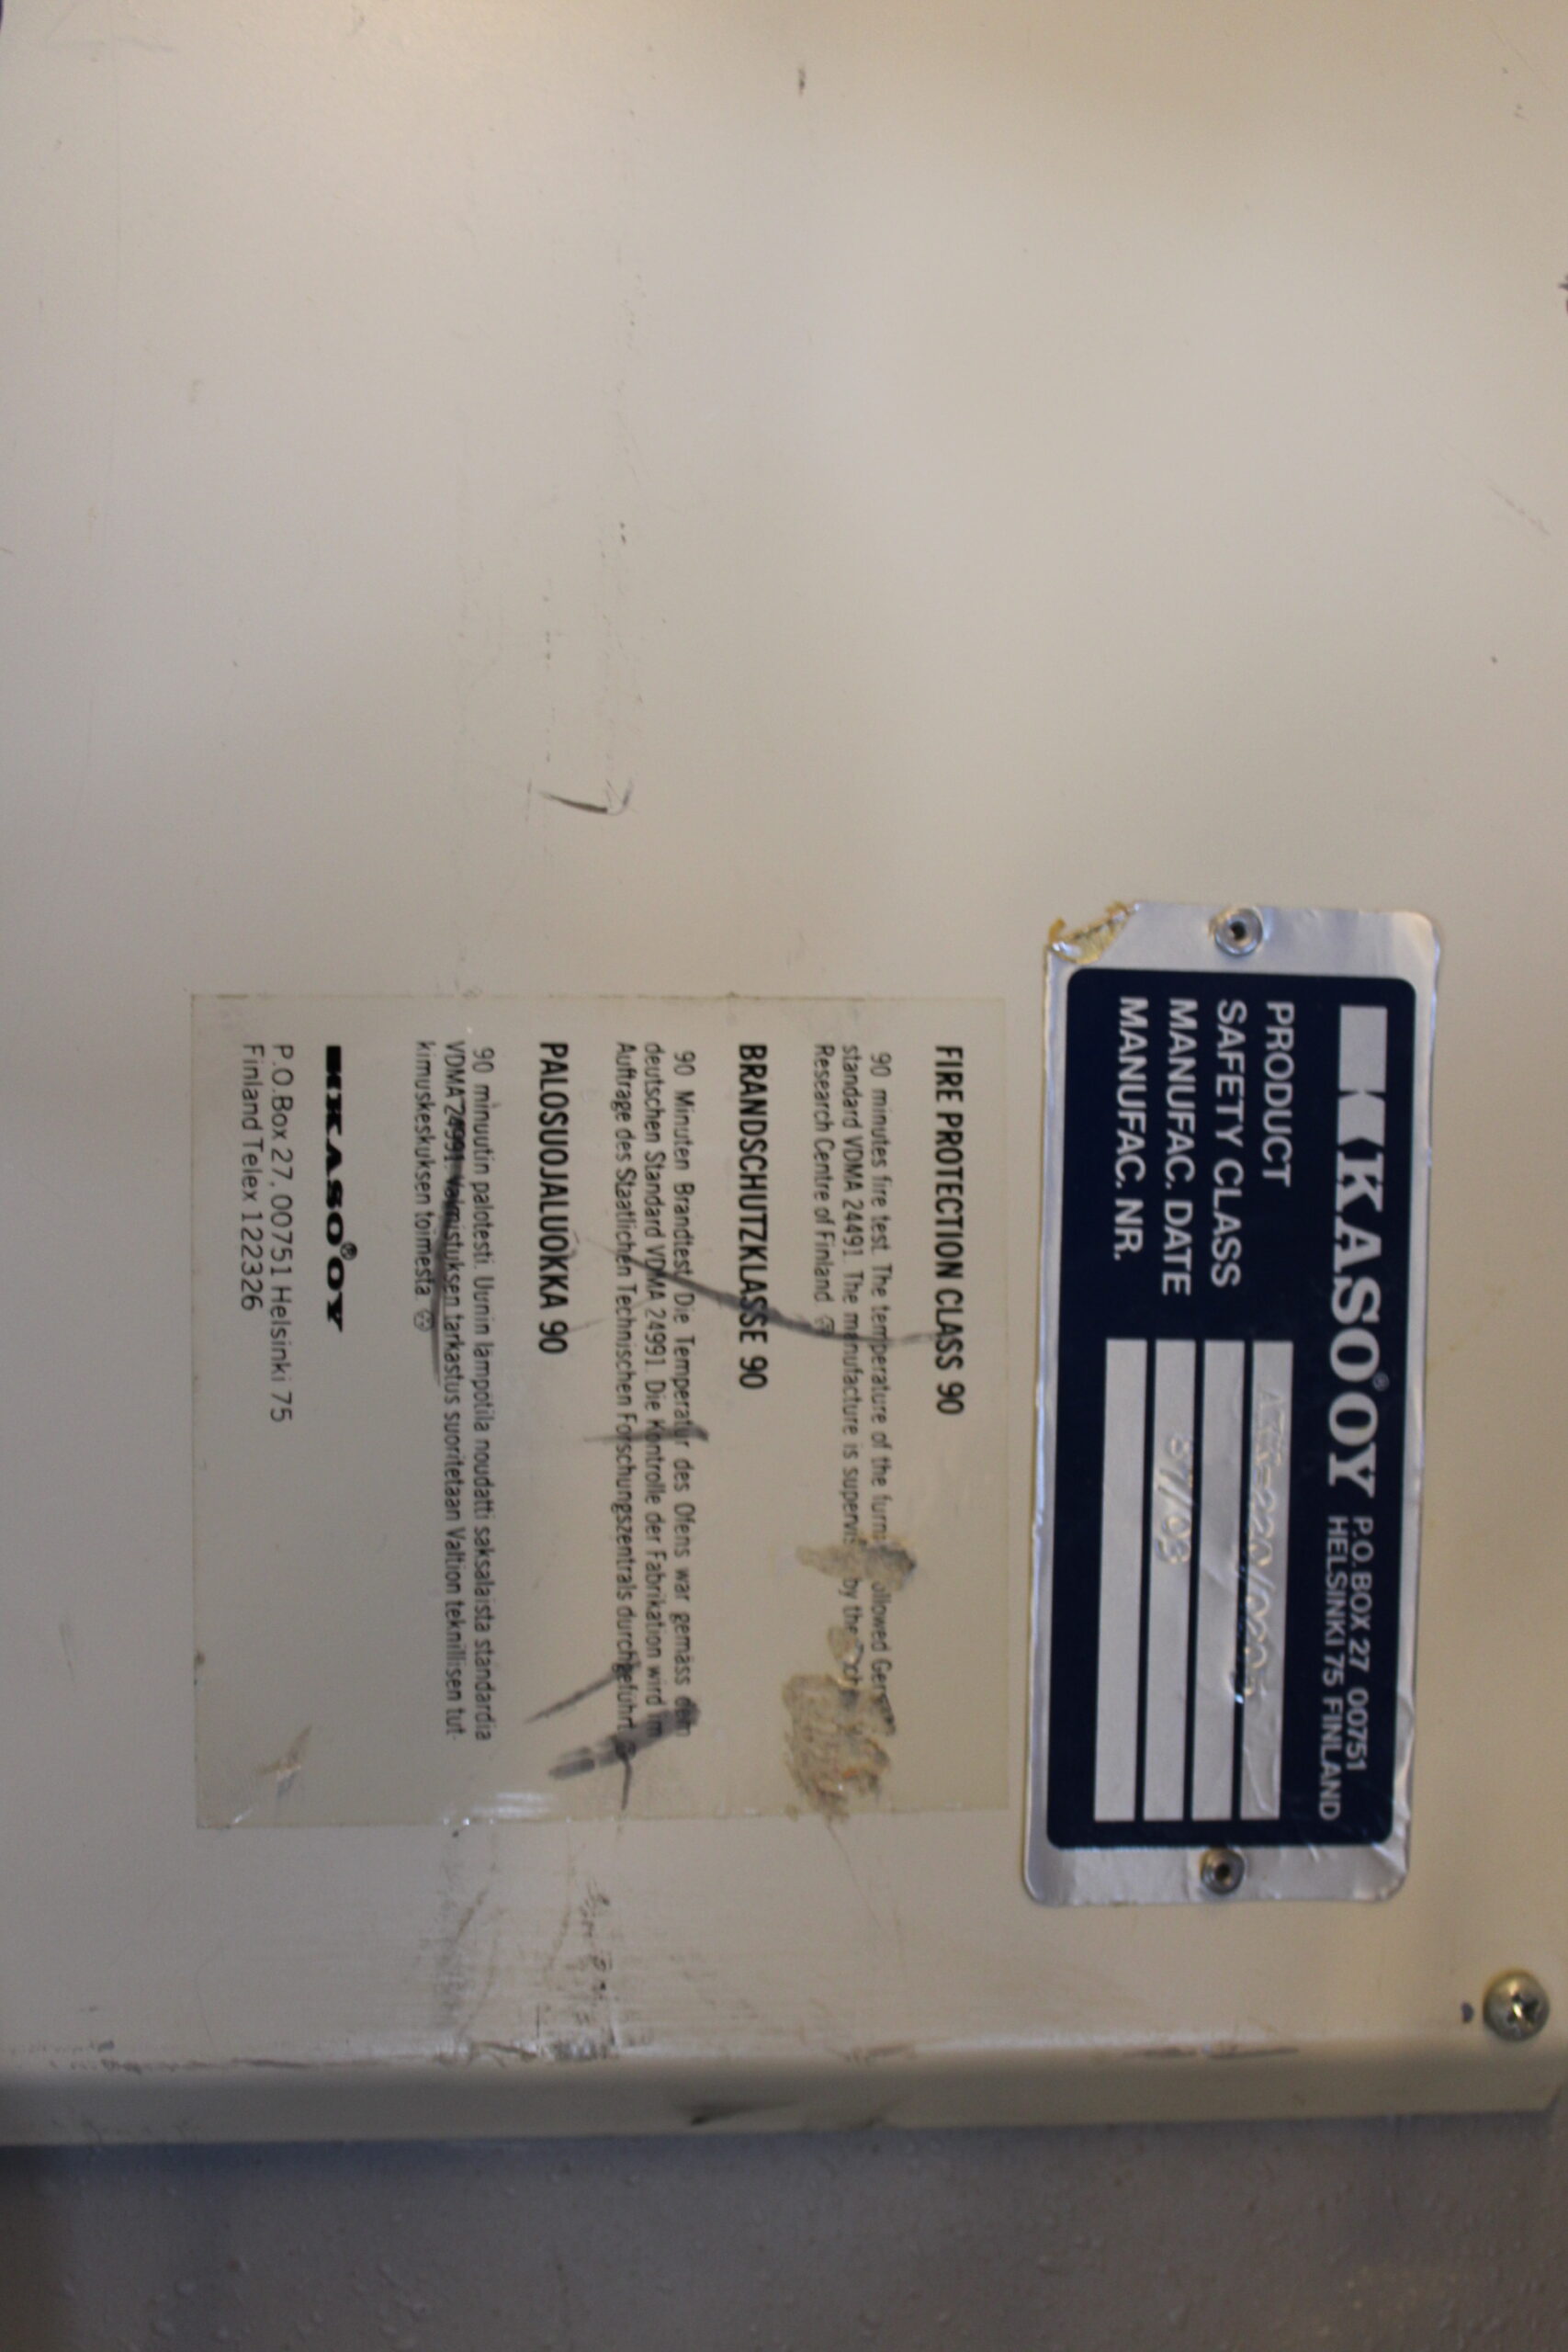 KASO® OY P.O.BOX 27 00751
HELSINKI 75 FINLAND
PRODUCT
SAFETY CLASS
MANUFAC. DATE
MANUFAC. NR.
FIRE PROTECTION CLASS 90
90 minutes fire test. The temperature of the
standard VDMA 24491. The manufacture is by the
Research Centre of Finland
BRANDSCHUTZKLASSE 90
90 Minuten Brandtest. Die Temperatur des Ofens war gemäss dem
deutschen Standard VDMA 24991. Die Kontrolle der Fabrikation wird im
Auftrage des Staatlichen Technischen Forschungszentrals durchgeführt
PALOSUOJALUOKKA 90
90 minuutin palotesti. Uunin lämpötila noudatti saksalaista standardia
VDMA 24991. Valmistuksen tarkastus suoritetaan Valtion teknillisen tut-
kimuskeskuksen toimesta
KASO® OY
P.O.Box 27, 00751 Helsinki 75
Finland Telex 122326